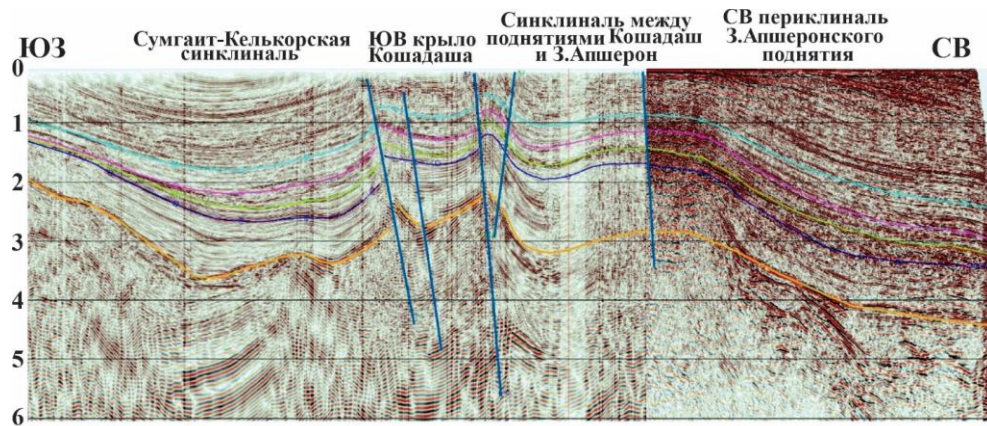 ЮЗ
Сумгаит-Келькорская
синклиналь
ЮВ крыло
Кошадаша
Синклиналь между
поднятиями Кошадаш
и З.Апшерон
СВ периклиналь
З.Апшеронского
поднятия
СВ
0
1
2
3
4
5
6